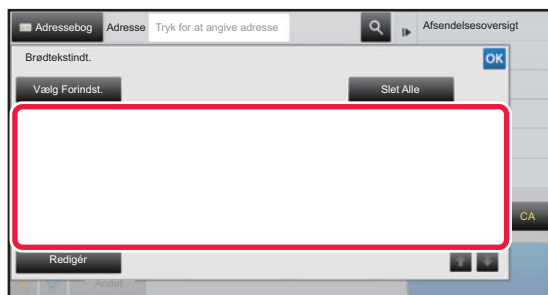 Adressebog Adresse Tryk for at angive adresse Afsendelsesoversigt
Brødtekstindt. OK
Vælg Forindst. Slet Alle
CA
Redigér
Andet